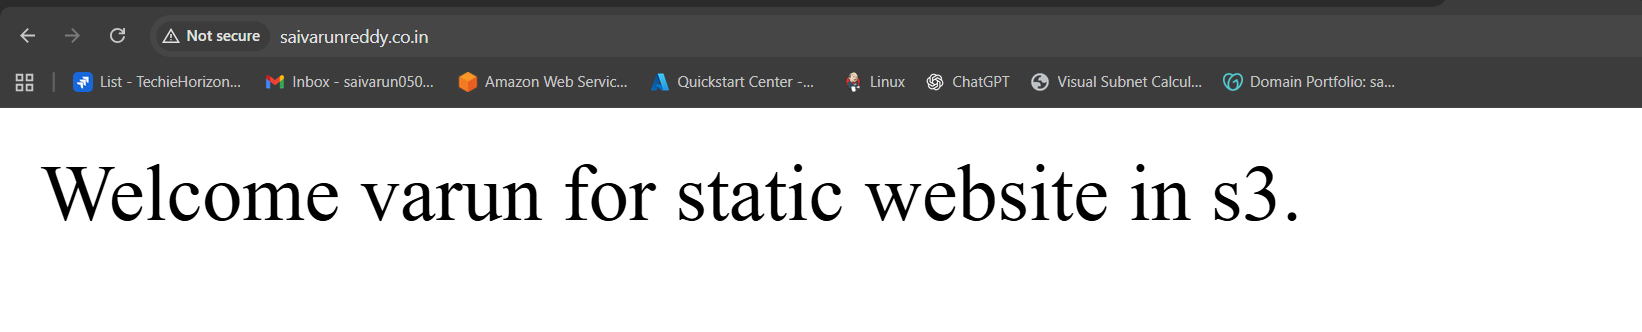 Not secure saivarunreddy.co.in
List - TechieHorizon... Inbox - saivarun050... Amazon Web Servic... Quickstart Center -... Linux ChatGPT Visual Subnet Calcul... Domain Portfolio: sa...
Welcome varun for static website in s3.